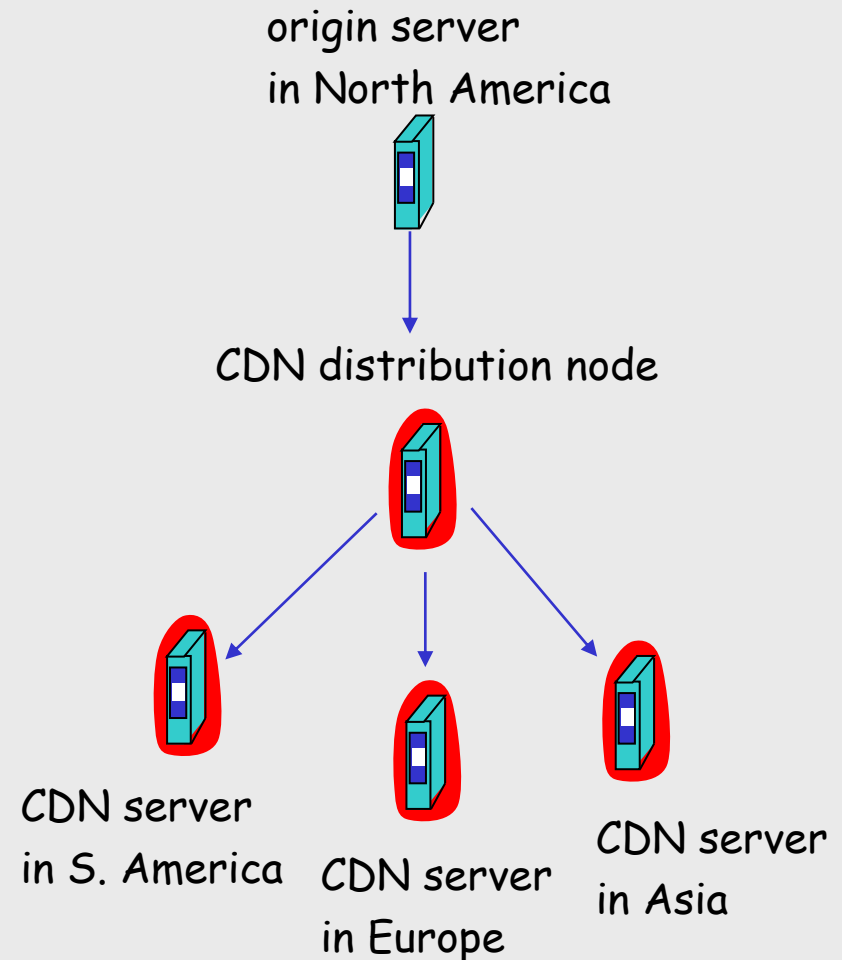 origin server
in North America
CDN distribution node
CDN server
in S. America
CDN server
in Europe
CDN server
in Asia